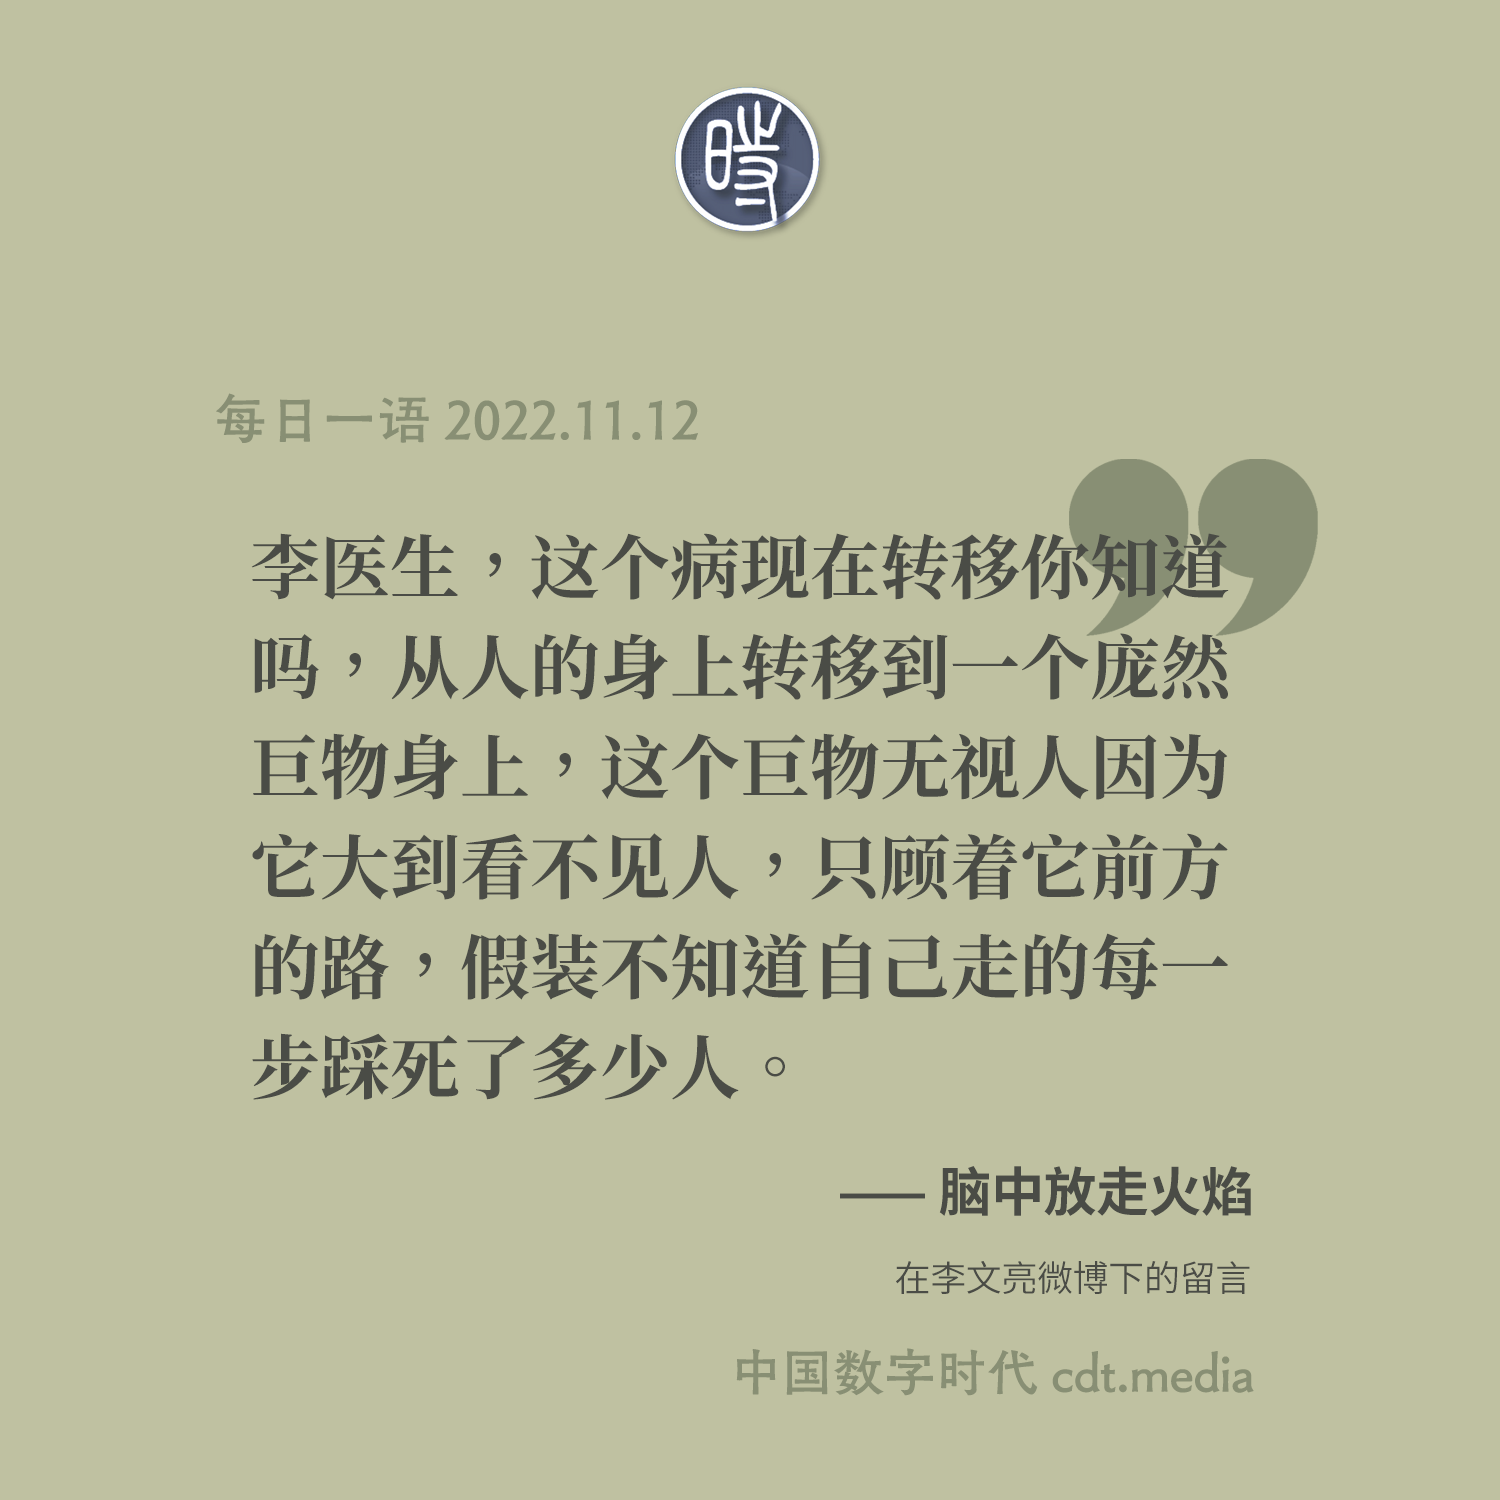 時
每日一语 2022.11.12
李医生，这个病现在转移你知道
吗，从人的身上转移到一个庞然
巨物身上，这个巨物无视人因为
它大到看不见人，只顾着它前方
的路，假装不知道自己走的每一
步踩死了多少人。
—— 脑中放走火焰
在李文亮微博下的留言
中国数字时代 cdt.media